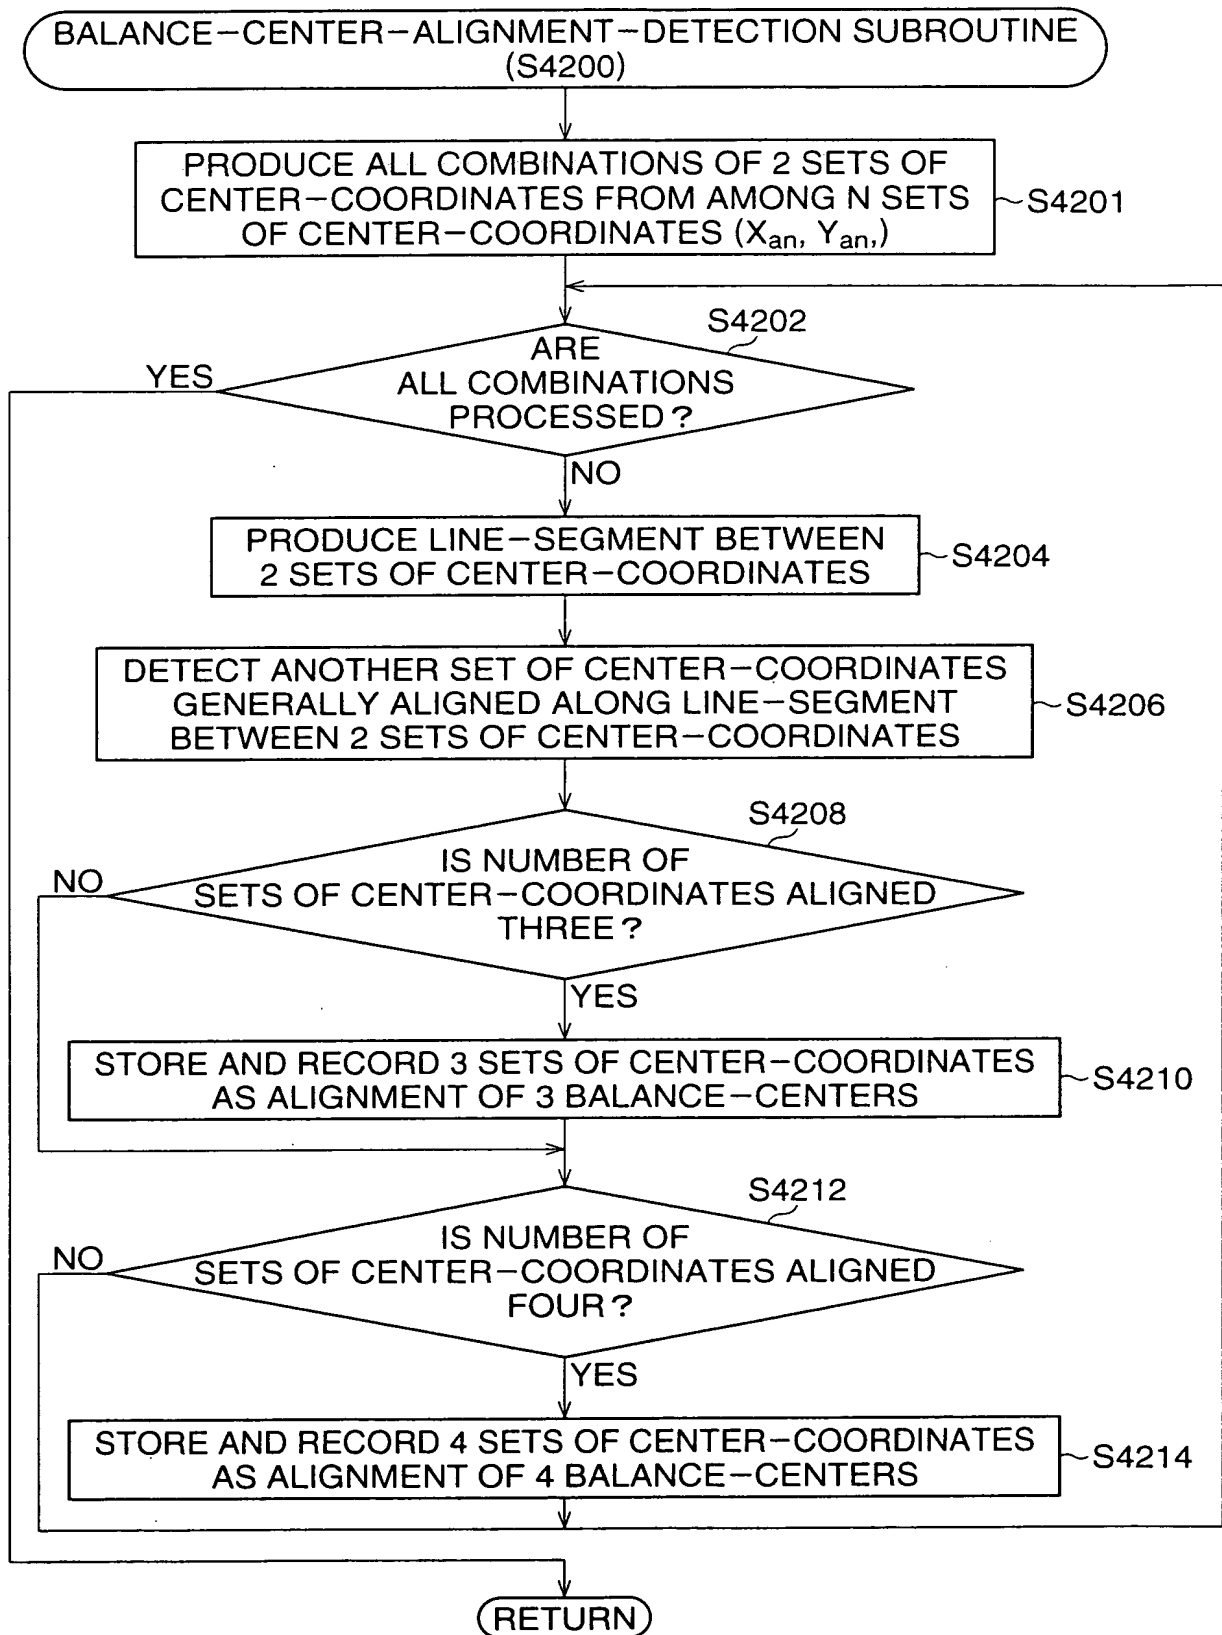 BALANCE-CENTER-ALIGNMENT-DETECTION SUBROUTINE
(S4200)
PRODUCE ALL COMBINATIONS OF 2 SETS OF
CENTER-COORDINATES FROM AMONG N SETS
OF CENTER-COORDINATES (Xan, Yan,)
S4201
S4202
ARE
ALL COMBINATIONS
PROCESSED?
YES
NO
PRODUCE LINE-SEGMENT BETWEEN
2 SETS OF CENTER-COORDINATES
S4204
DETECT ANOTHER SET OF CENTER-COORDINATES
GENERALLY ALIGNED ALONG LINE-SEGMENT
BETWEEN 2 SETS OF CENTER-COORDINATES
S4206
S4208
IS NUMBER OF
SETS OF CENTER-COORDINATES ALIGNED
THREE?
NO
YES
STORE AND RECORD 3 SETS OF CENTER-COORDINATES
AS ALIGNMENT OF 3 BALANCE-CENTERS
S4210
S4212
IS NUMBER OF
SETS OF CENTER-COORDINATES ALIGNED
FOUR?
NO
YES
STORE AND RECORD 4 SETS OF CENTER-COORDINATES
AS ALIGNMENT OF 4 BALANCE-CENTERS
S4214
RETURN